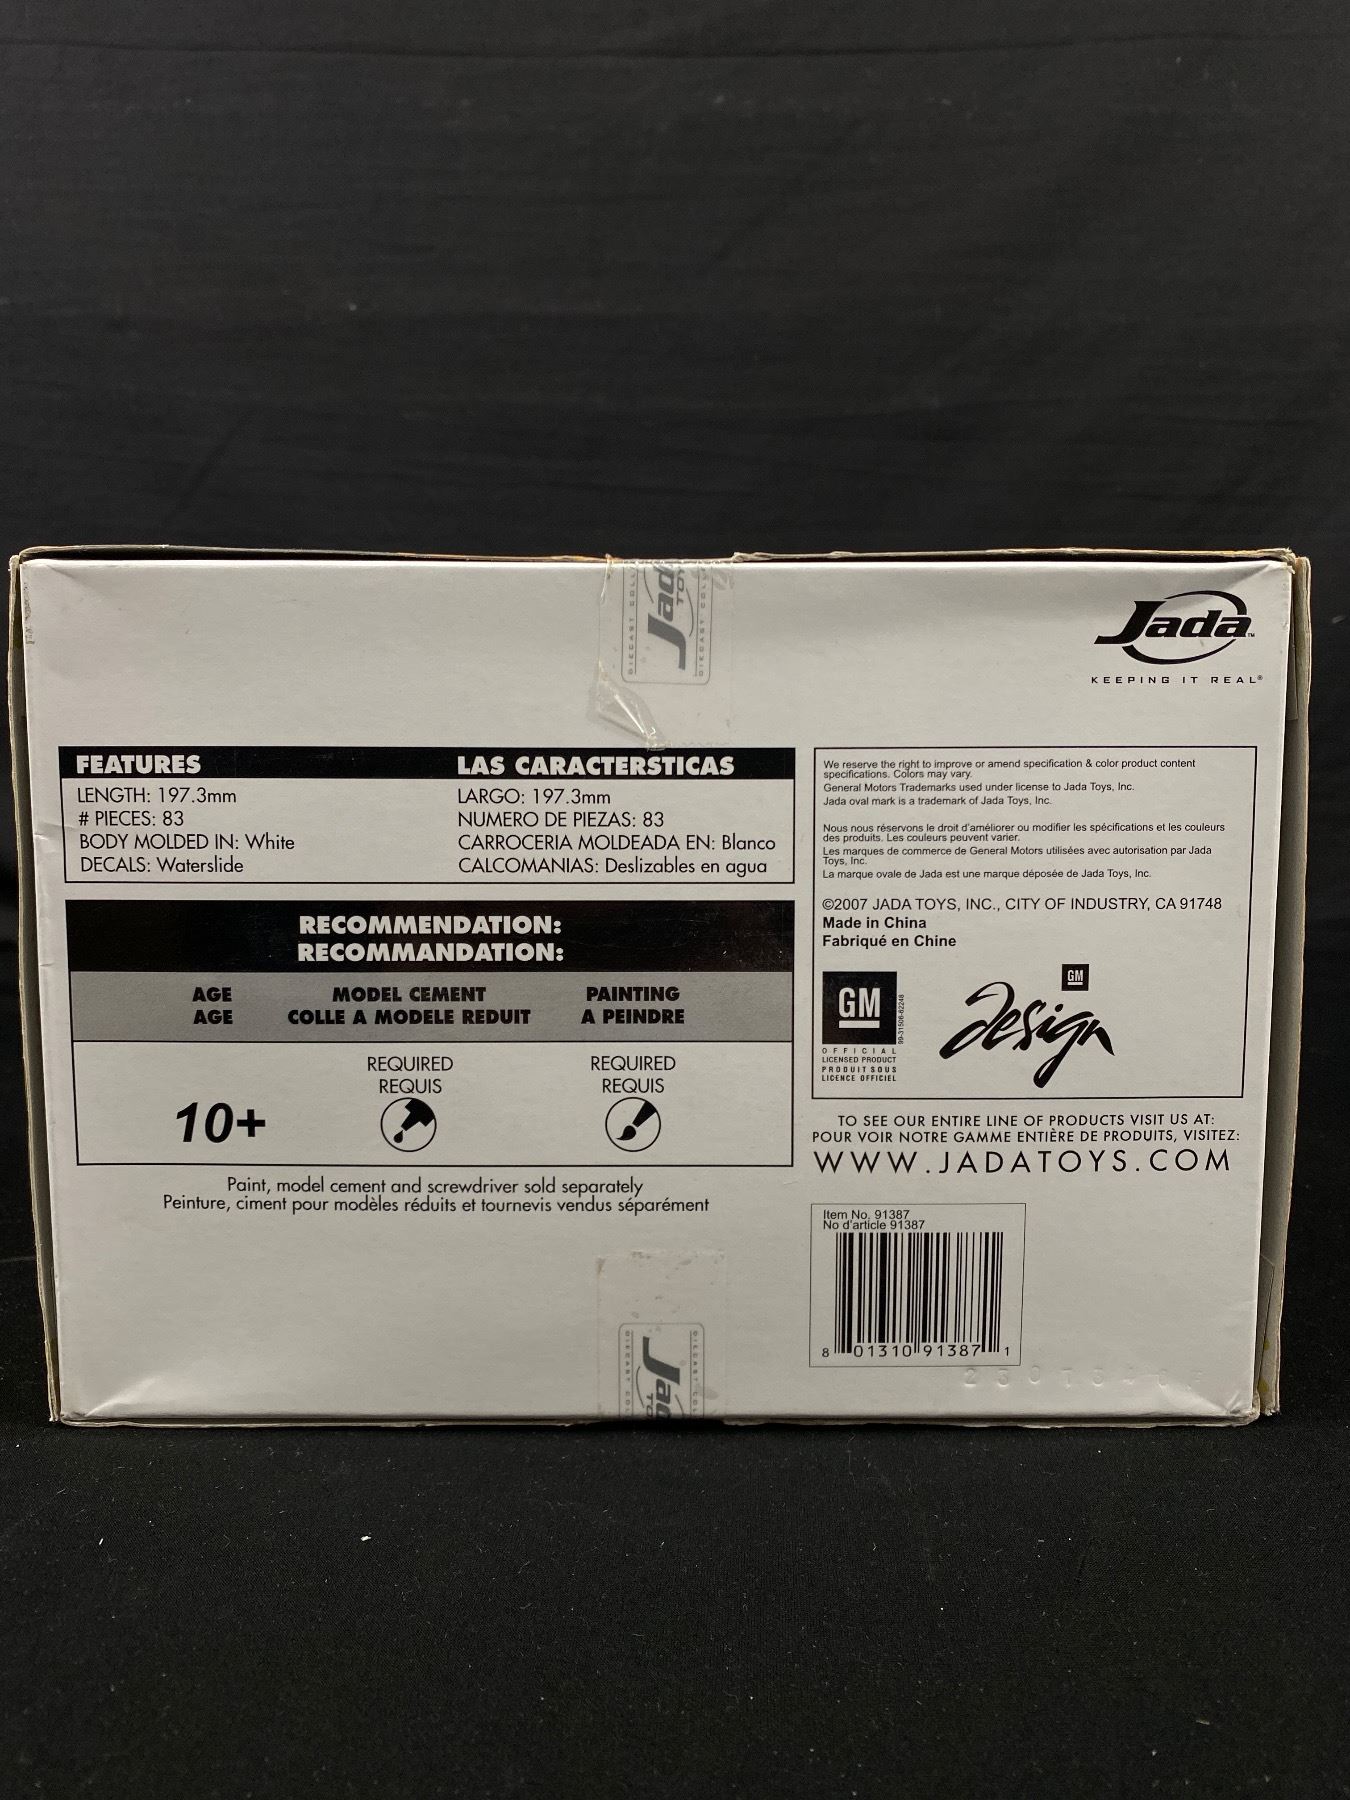 Jada
TOYS
DIECAST
Jada™
KEEPING IT REAL®
FEATURES
LENGTH: 197.3mm
# PIECES: 83
BODY MOLDED IN: White
DECALS: Waterslide
LAS CARACTERSTICAS
LARGO: 197.3mm
NUMERO DE PIEZAS: 83
CARROCERIA MOLDEADA EN: Blanco
CALCOMANIAS: Deslizables en agua
RECOMMENDATION:
RECOMMANDATION:
AGE MODEL CEMENT PAINTING
AGE COLLE A MODELE REDUIT A PEINDRE
REQUIRED REQUIRED
REQUIS REQUIS
10+
Paint, model cement and screwdriver sold separately
Peinture, ciment pour modèles réduits et tournevis vendus séparément
We reserve the right to improve or amend specification & color product content
specifications. Colors may vary.
General Motors Trademarks used under license to Jada Toys, Inc.
Jada oval mark is a trademark of Jada Toys, Inc.
Nous nous réservons le droit d'améliorer ou modifier les spécifications et les couleurs
des produits. Les couleurs peuvent varier.
Les marques de commerce de General Motors utilisées avec autorisation par Jada
Toys, Inc.
La marque ovale de Jada est une marque déposée de Jada Toys, Inc.
©2007 JADA TOYS, INC., CITY OF INDUSTRY, CA 91748
Made in China
Fabriqué en Chine
GM
99-31506-82248
OFFICIAL
LICENSED PRODUCT
PRODUIT SOUS
LICENCE OFFICIEL
GM
Design
TO SEE OUR ENTIRE LINE OF PRODUCTS VISIT US AT:
POUR VOIR NOTRE GAMME ENTIÈRE DE PRODUITS, VISITEZ:
WWW.JADATOYS.COM
Item No. 91387
No d'article 91387
8 01310 91387 1
DIECAST